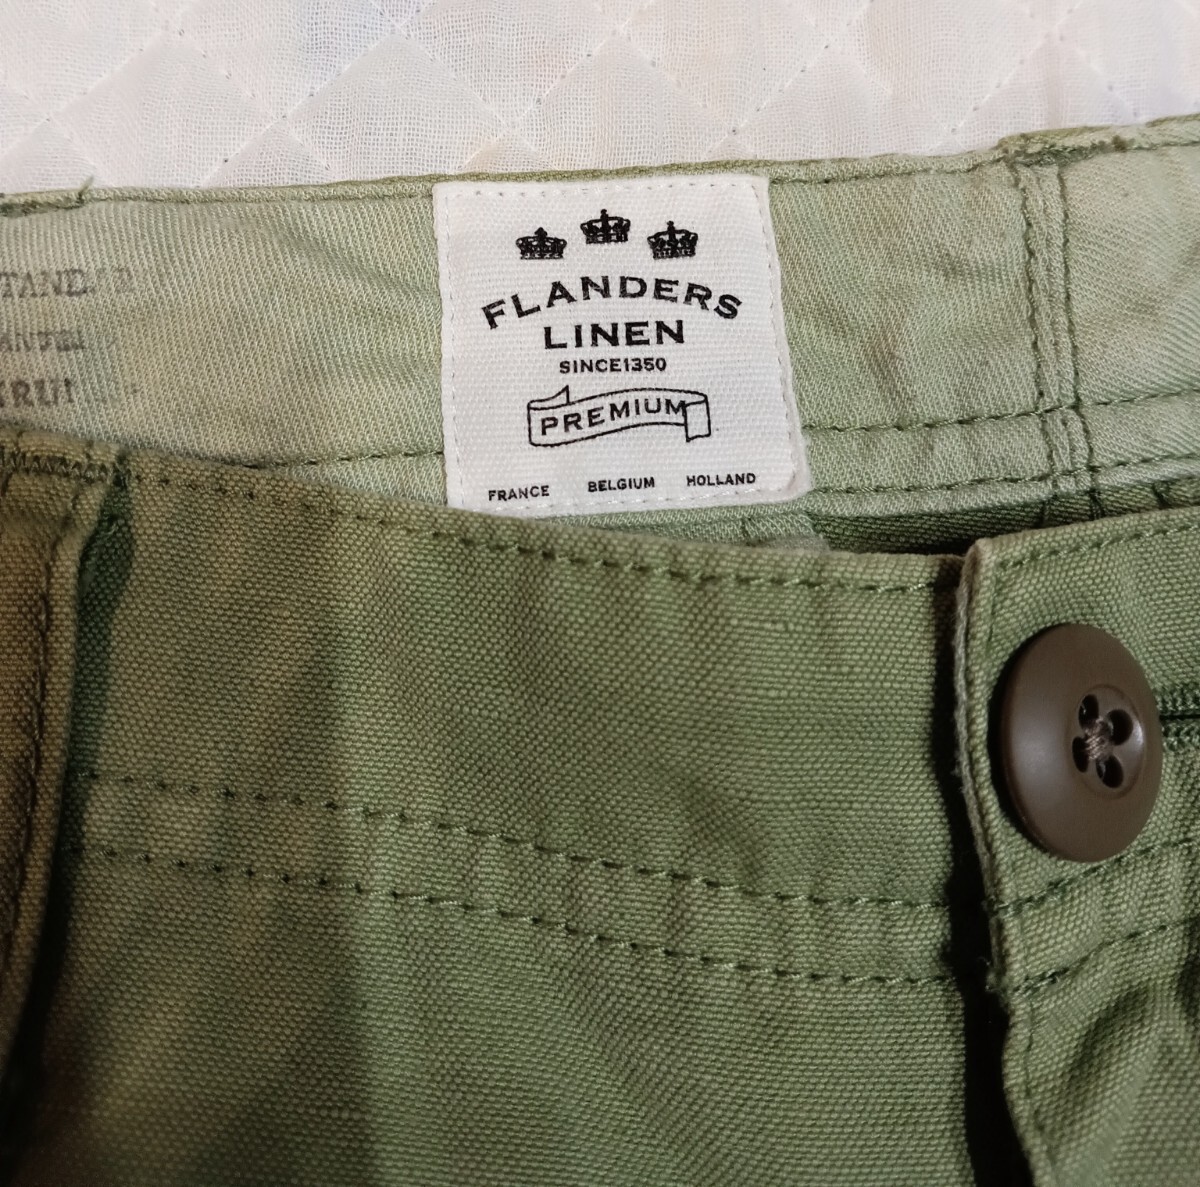 FLANDERS
LINEN
SINCE1350
PREMIUM
FRANCE BELGIUM HOLLAND